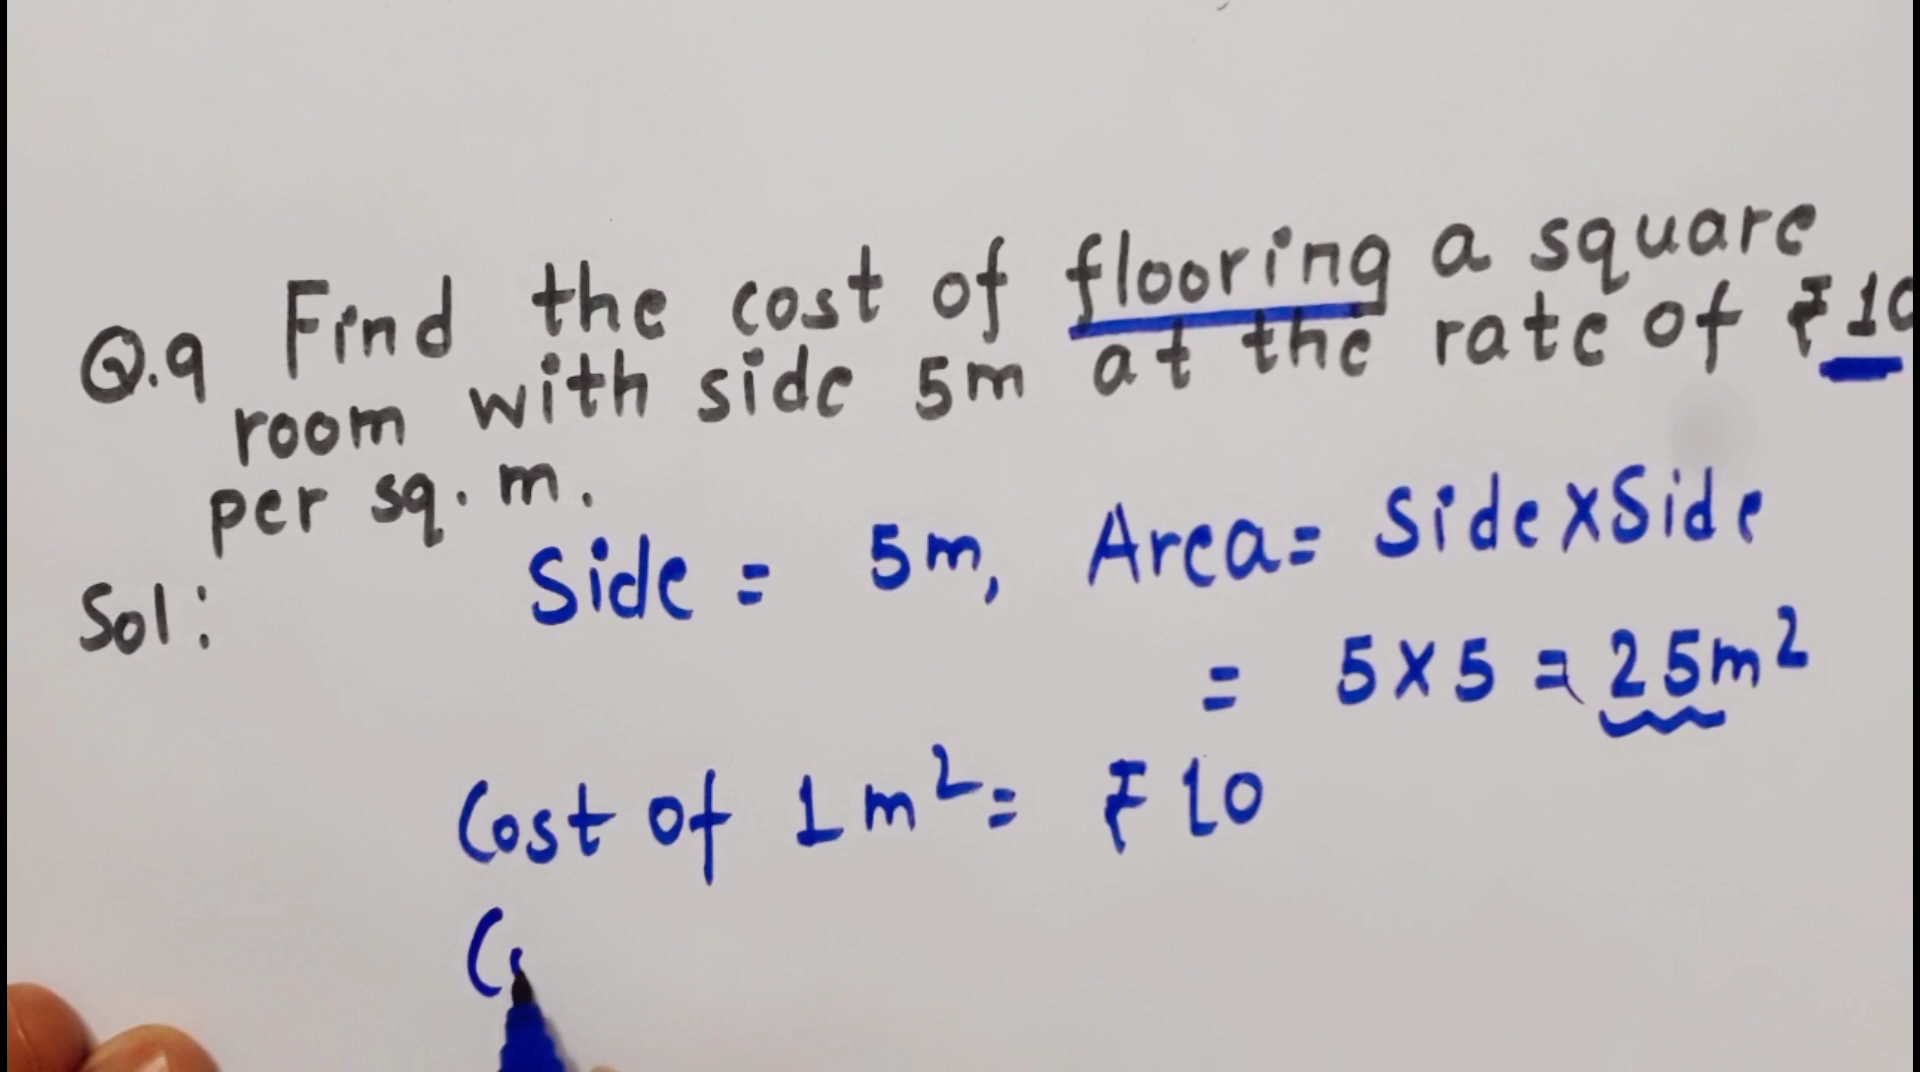 Q.9 Find the cost of flooring a square
room with side 5m at the rate of ₹10
per sq. m.
Sol: Side = 5m, Area = Side × Side
= 5 × 5 = 25m²
Cost of 1m² = ₹10
Co